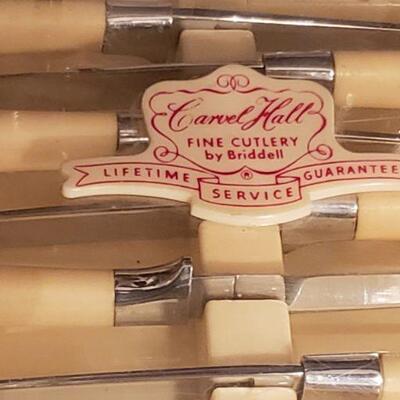 Carvel Hall
FINE CUTLERY
by Briddell
LIFETIME SERVICE GUARANTEE